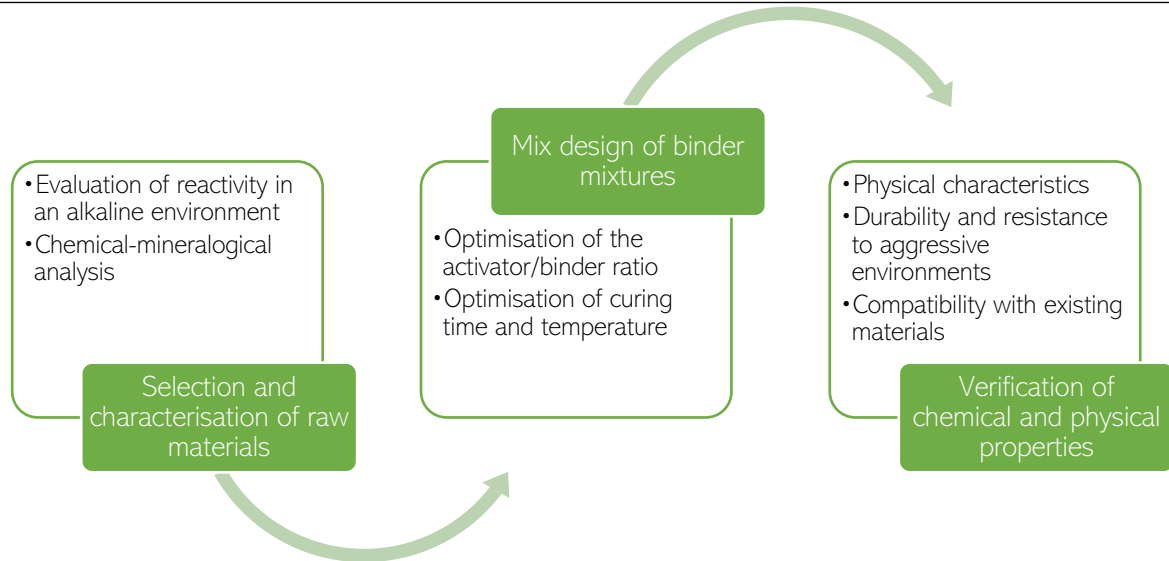 •Evaluation of reactivity in
an alkaline environment
•Chemical-mineralogical
analysis
Selection and
characterisation of raw
materials
Mix design of binder
mixtures
•Optimisation of the
activator/binder ratio
•Optimisation of curing
time and temperature
•Physical characteristics
•Durability and resistance
to aggressive
environments
•Compatibility with existing
materials
Verification of
chemical and physical
properties